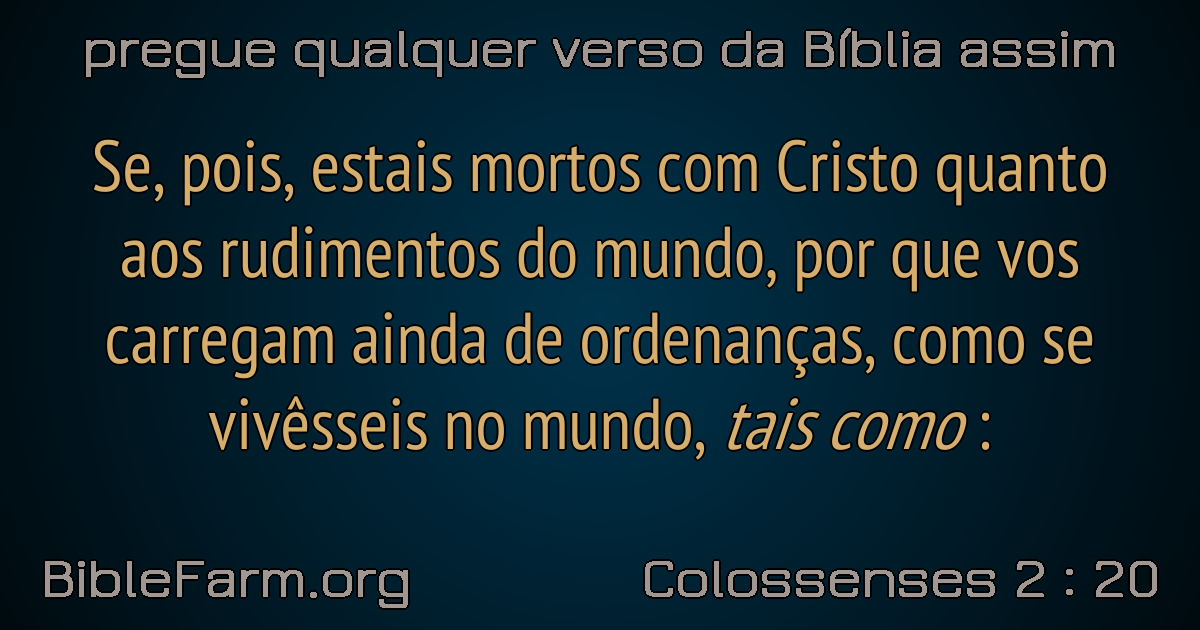 pregue qualquer verso da Bíblia assim
Se, pois, estais mortos com Cristo quanto
aos rudimentos do mundo, por que vos
carregam ainda de ordenanças, como se
vivêsseis no mundo, tais como :
BibleFarm.org
Colossenses 2 : 20